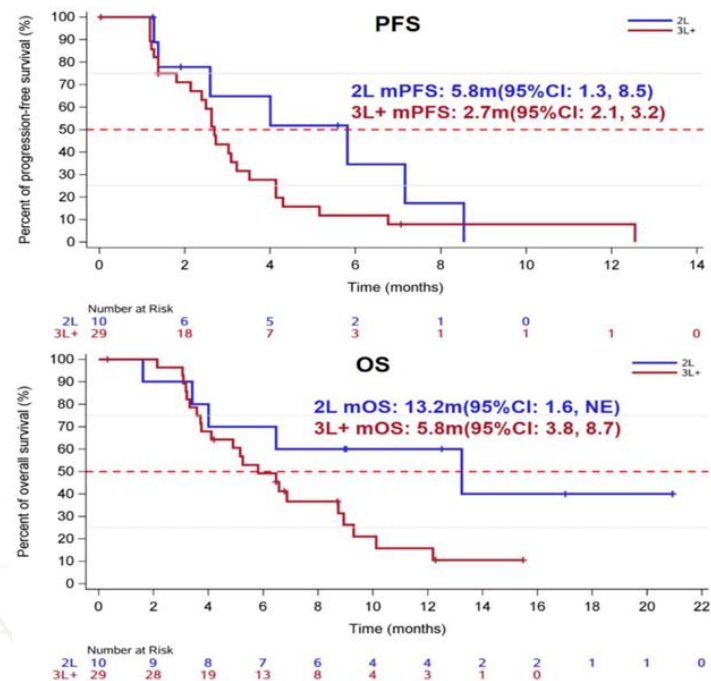 PFS
2L
3L+
Percent of progression-free survival (%)
100
90
80
70
60
50
40
30
20
10
0
2L mPFS: 5.8m(95%CI: 1.3, 8.5)
3L+ mPFS: 2.7m(95%CI: 2.1, 3.2)
0 2 4 6 8 10 12 14
Time (months)
Number at Risk
2L 10 6 5 2 1 0
3L+ 29 18 7 3 1 1 1 0
OS
2L
3L+
Percent of overall survival (%)
100
90
80
70
60
50
40
30
20
10
0
2L mOS: 13.2m(95%CI: 1.6, NE)
3L+ mOS: 5.8m(95%CI: 3.8, 8.7)
0 2 4 6 8 10 12 14 16 18 20 22
Time (months)
Number at Risk
2L 10 9 8 7 6 4 4 2 2 1 1 0
3L+ 29 28 19 13 8 4 3 1 0